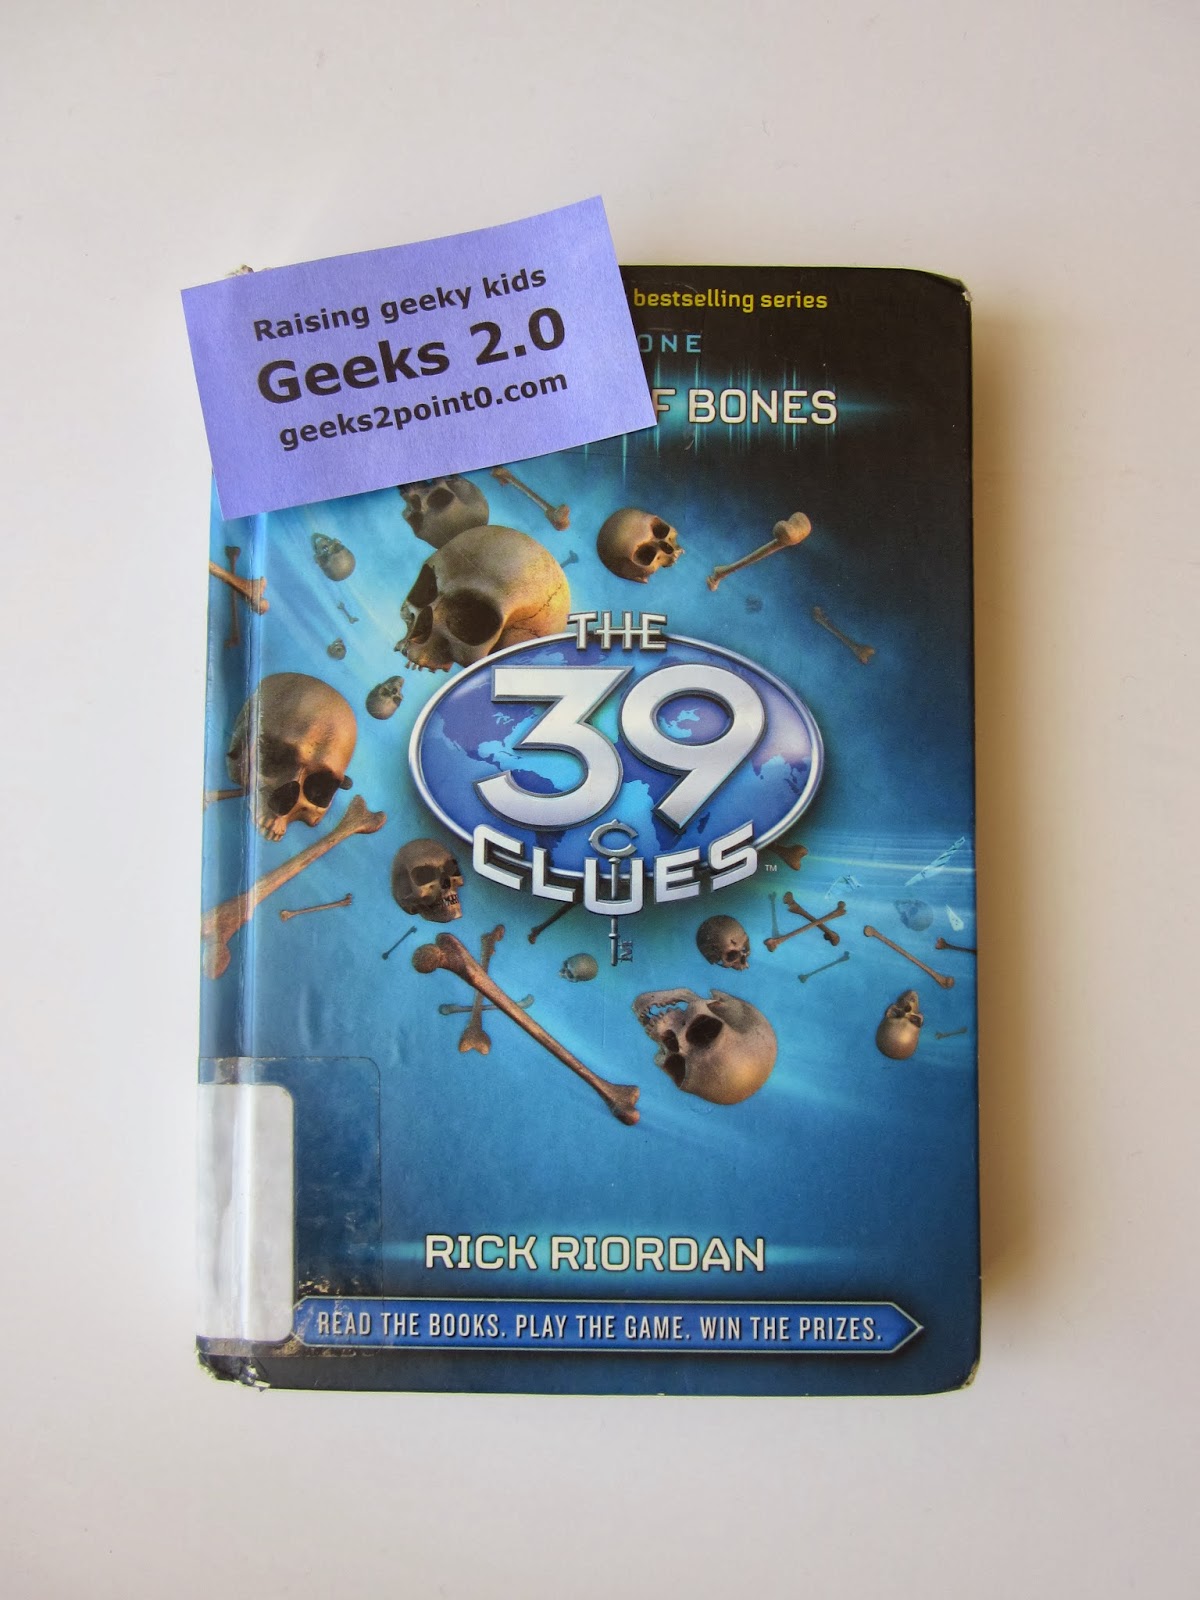 Raising geeky kids
Geeks 2.0
geeks2point0.com
bestselling series
ONE
F BONES
THE
39
CLUES™
RICK RIORDAN
READ THE BOOKS. PLAY THE GAME. WIN THE PRIZES.